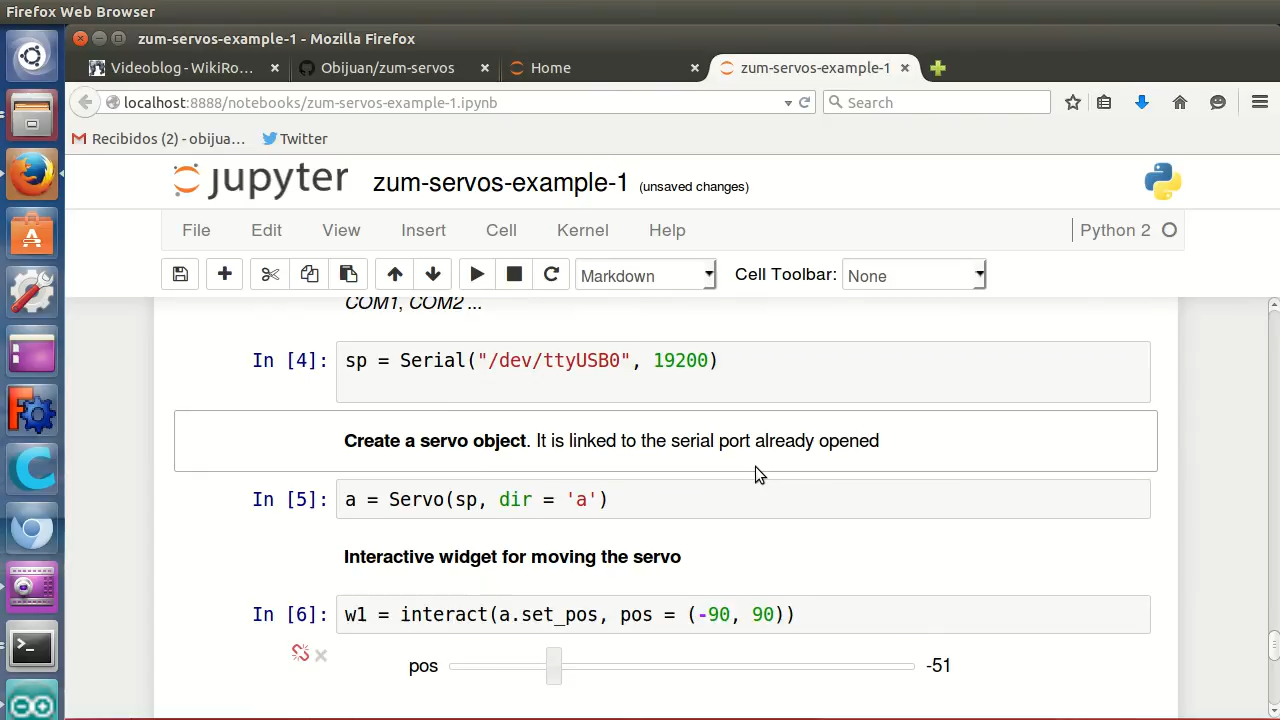 Firefox Web Browser
zum-servos-example-1 - Mozilla Firefox
Videoblog - WikiRo...
Obijuan/zum-servos
Home
zum-servos-example-1
localhost:8888/notebooks/zum-servos-example-1.ipynb
Search
Recibidos (2) - obijua...
Twitter
jupyter
zum-servos-example-1 (unsaved changes)
File Edit View Insert Cell Kernel Help
Python 2
Markdown
Cell Toolbar: None
COM1, COM2 ...
In [4]: sp = Serial("/dev/ttyUSB0", 19200)
Create a servo object. It is linked to the serial port already opened
In [5]: a = Servo(sp, dir = 'a')
Interactive widget for moving the servo
In [6]: w1 = interact(a.set_pos, pos = (-90, 90))
pos -51